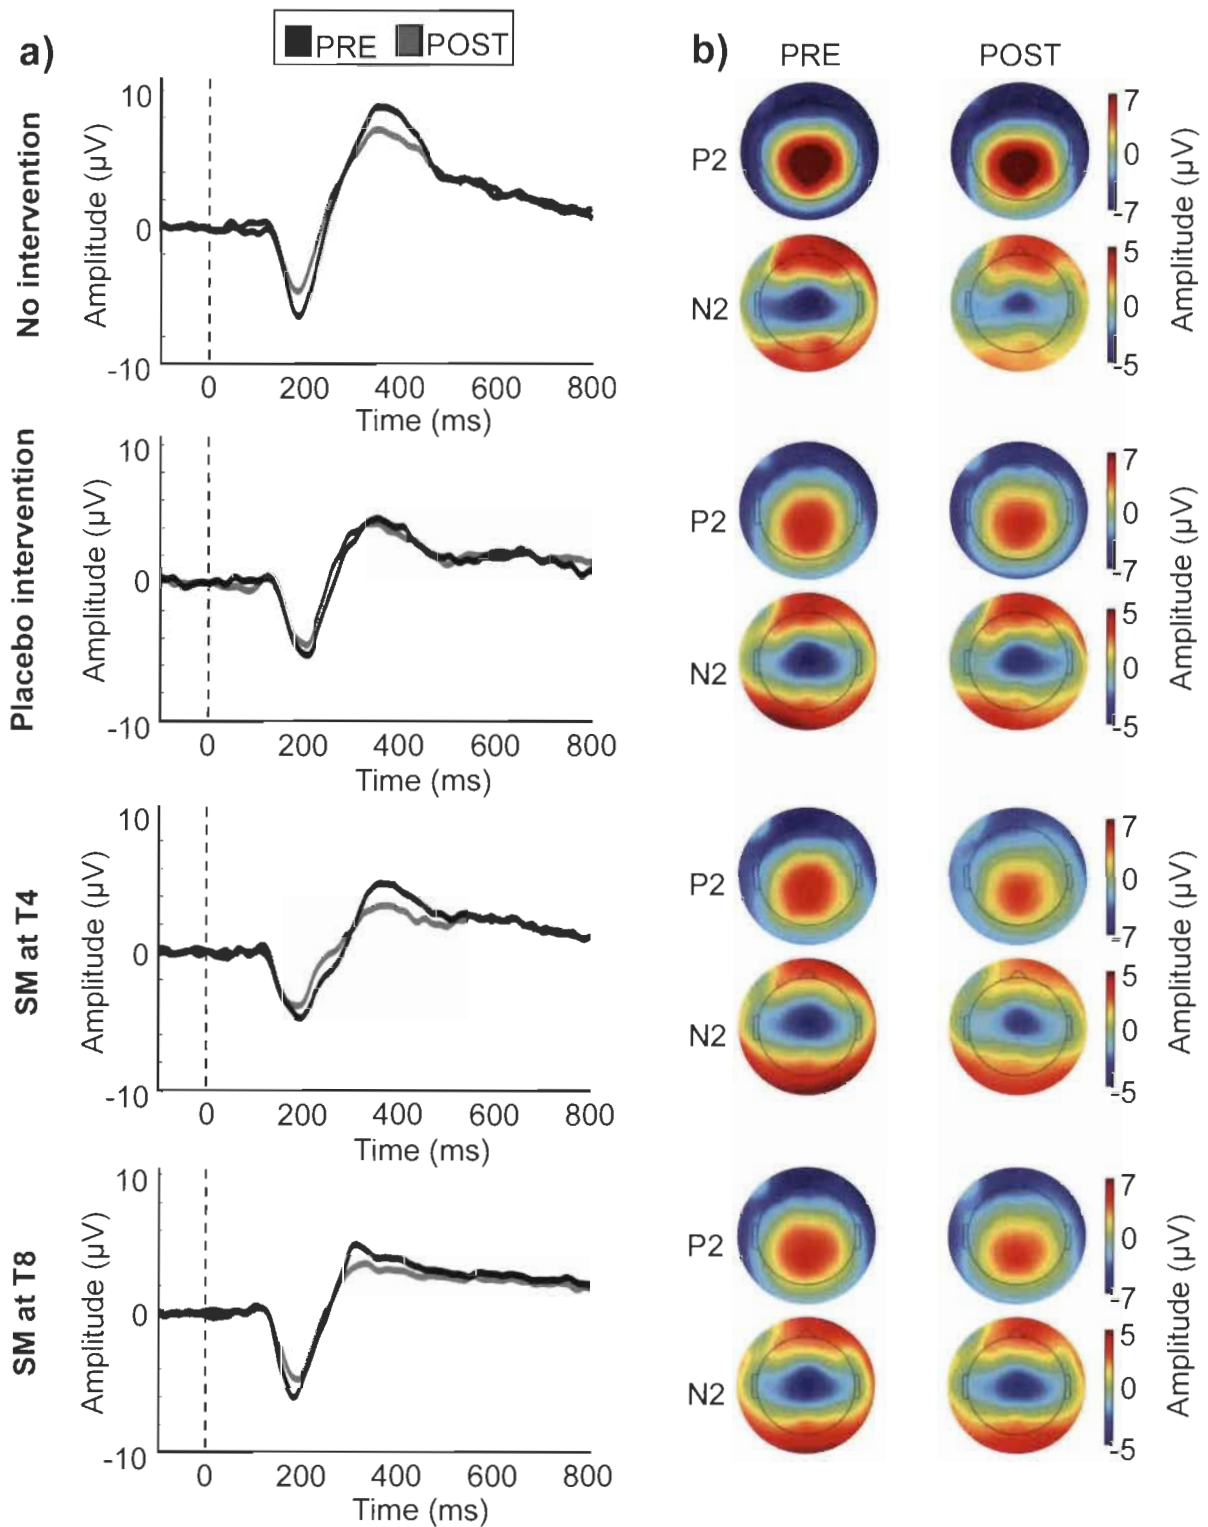 a)
PRE POST
No intervention
Amplitude (µV)
10
0
-10
0 200 400 600 800
Time (ms)
Placebo intervention
Amplitude (µV)
10
0
-10
0 200 400 600 800
Time (ms)
SM at T4
Amplitude (µV)
10
0
-10
0 200 400 600 800
Time (ms)
SM at T8
Amplitude (µV)
10
0
-10
0 200 400 600 800
Time (ms)
b)
PRE POST
P2
7
0
-7
N2
5
0
-5
Amplitude (µV)
P2
7
0
-7
N2
5
0
-5
Amplitude (µV)
P2
7
0
-7
N2
5
0
-5
Amplitude (µV)
P2
7
0
-7
N2
5
0
-5
Amplitude (µV)